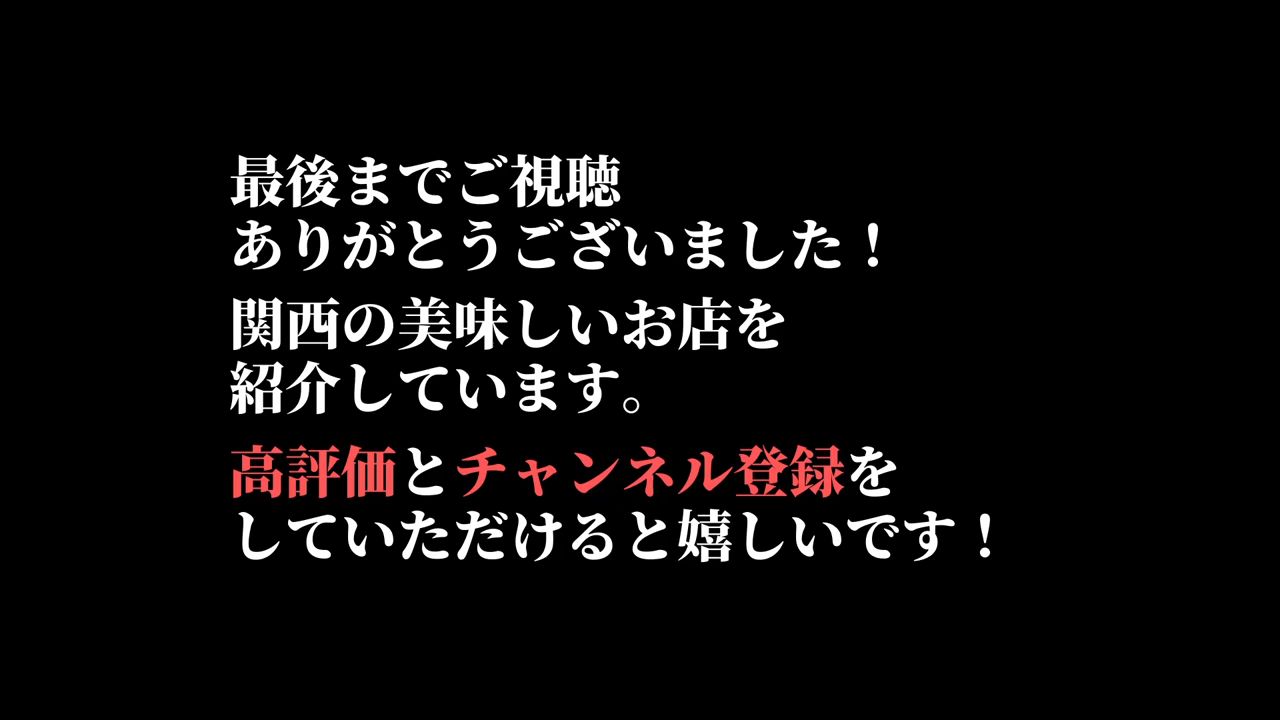 最後までご視聴
ありがとうございました！
関西の美味しいお店を
紹介しています。
高評価とチャンネル登録を
していただけると嬉しいです！